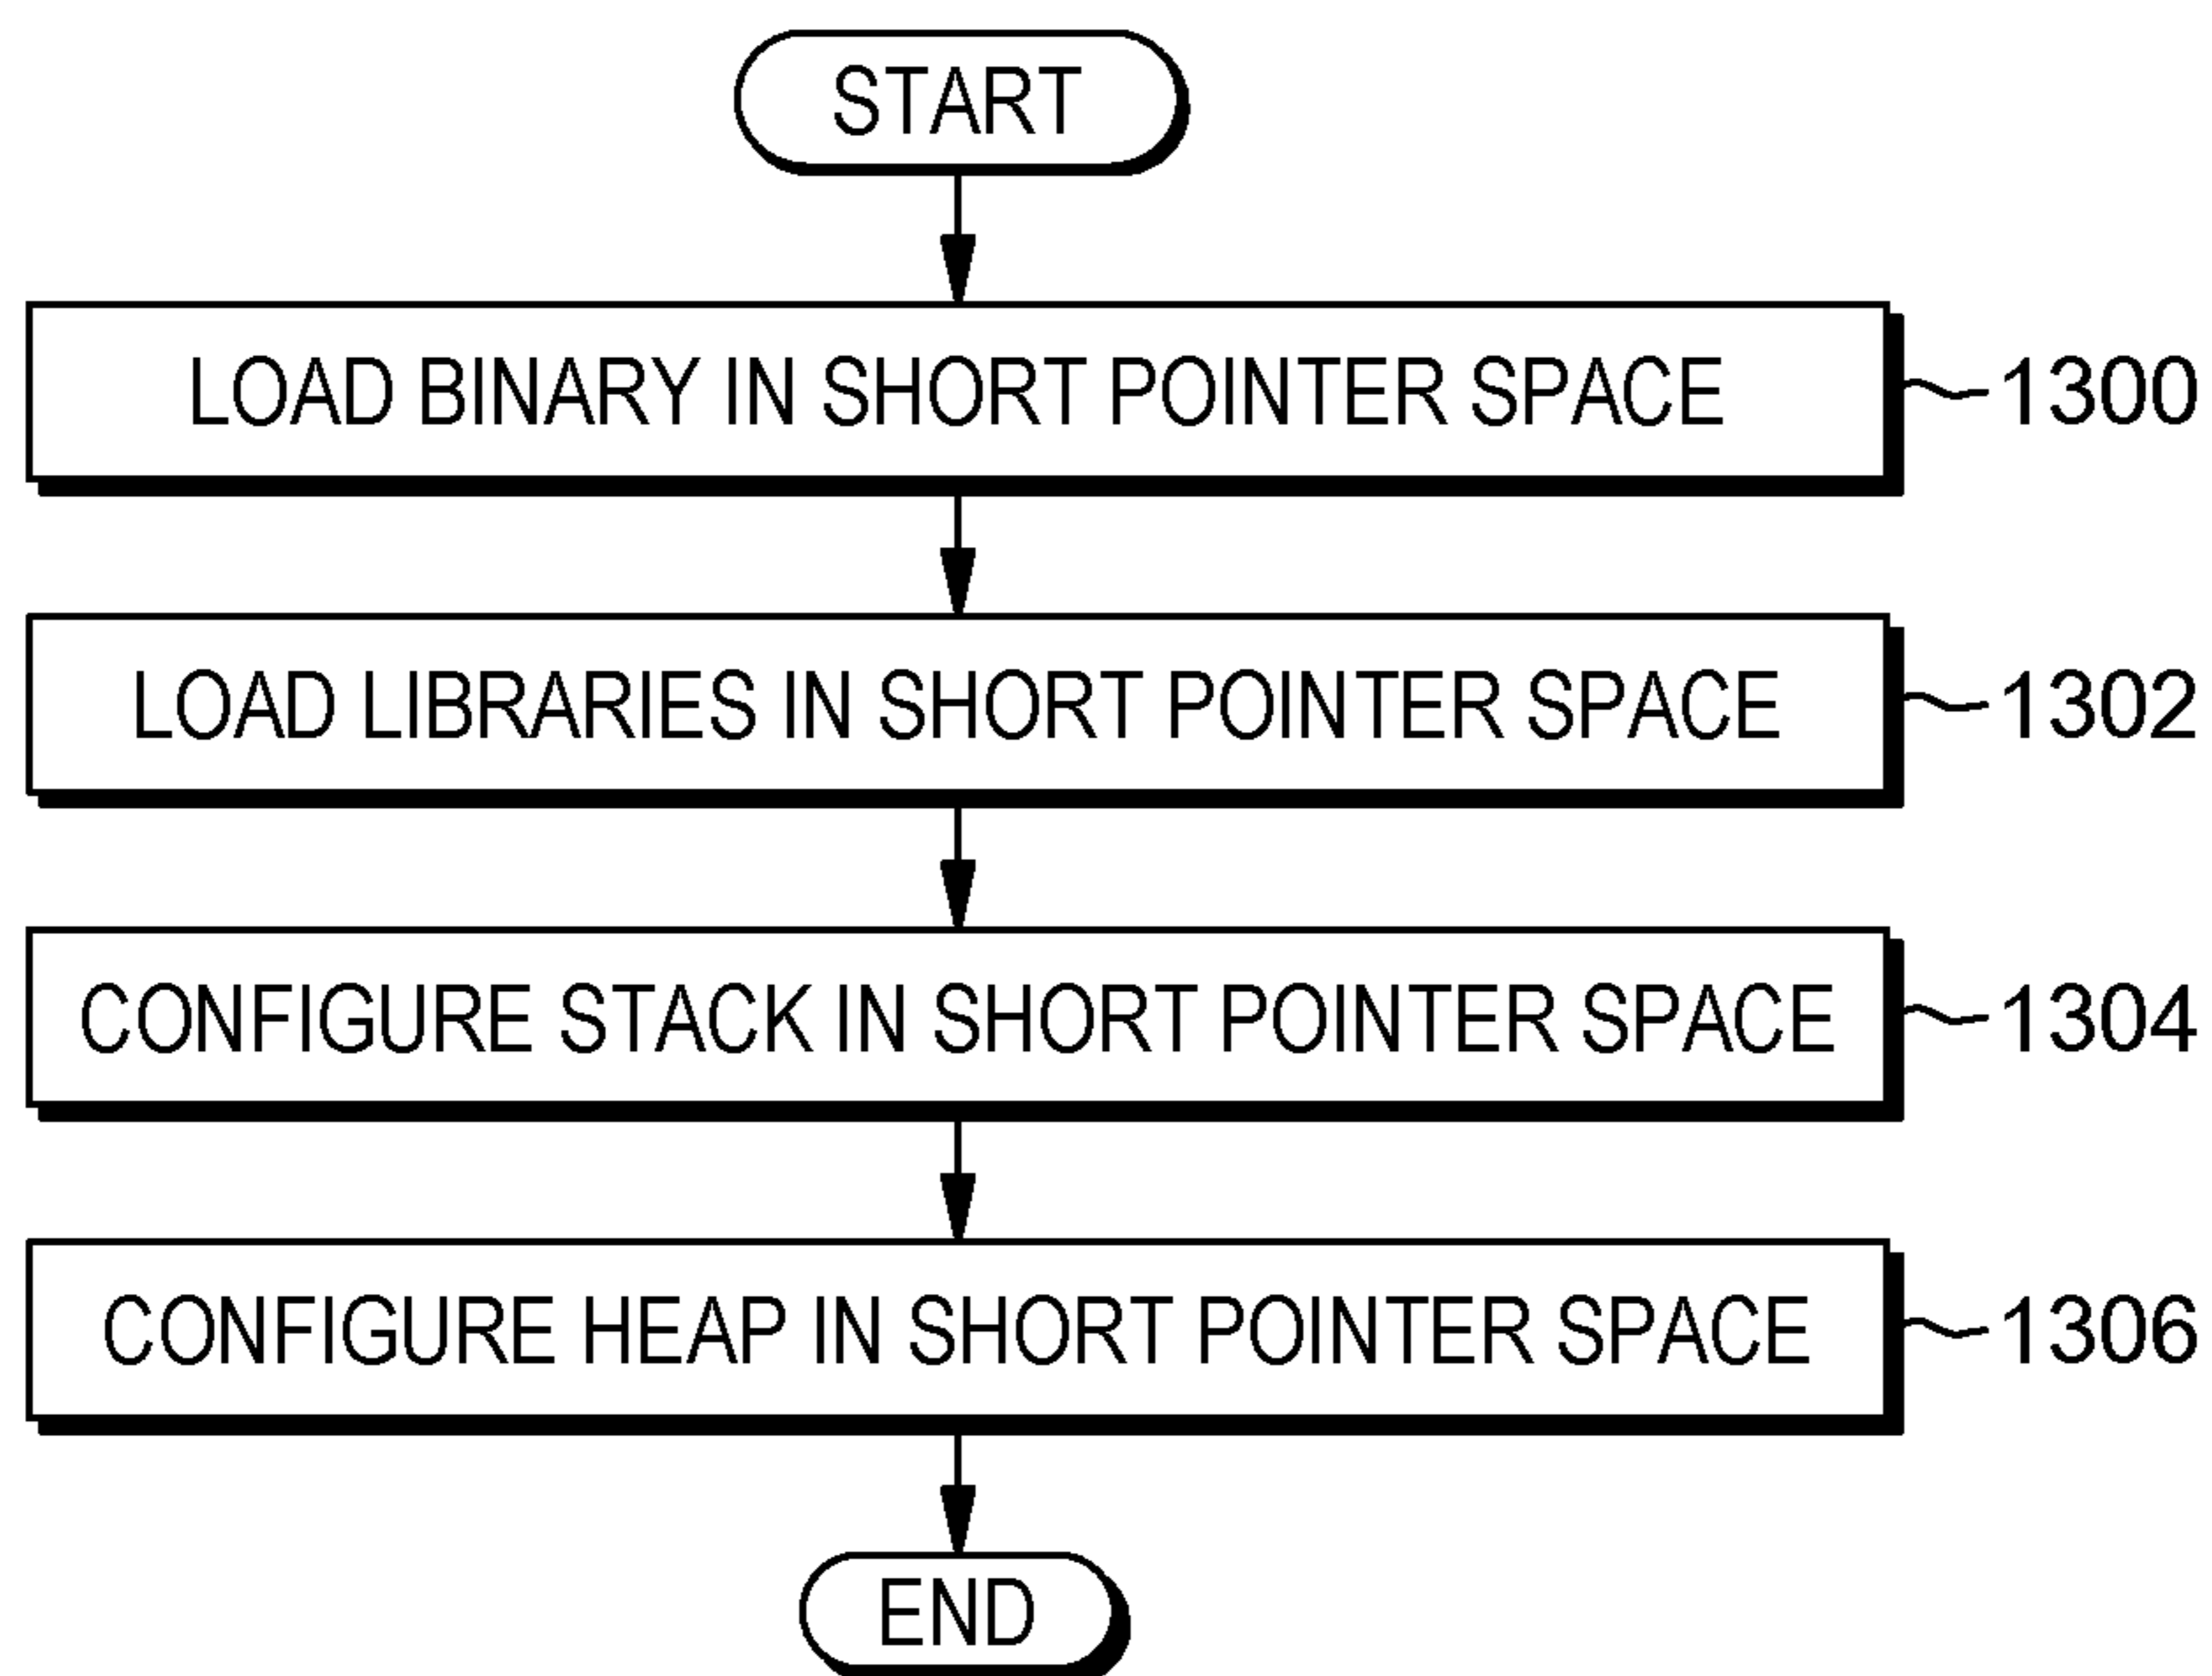 START
LOAD BINARY IN SHORT POINTER SPACE
1300
LOAD LIBRARIES IN SHORT POINTER SPACE
1302
CONFIGURE STACK IN SHORT POINTER SPACE
1304
CONFIGURE HEAP IN SHORT POINTER SPACE
1306
END